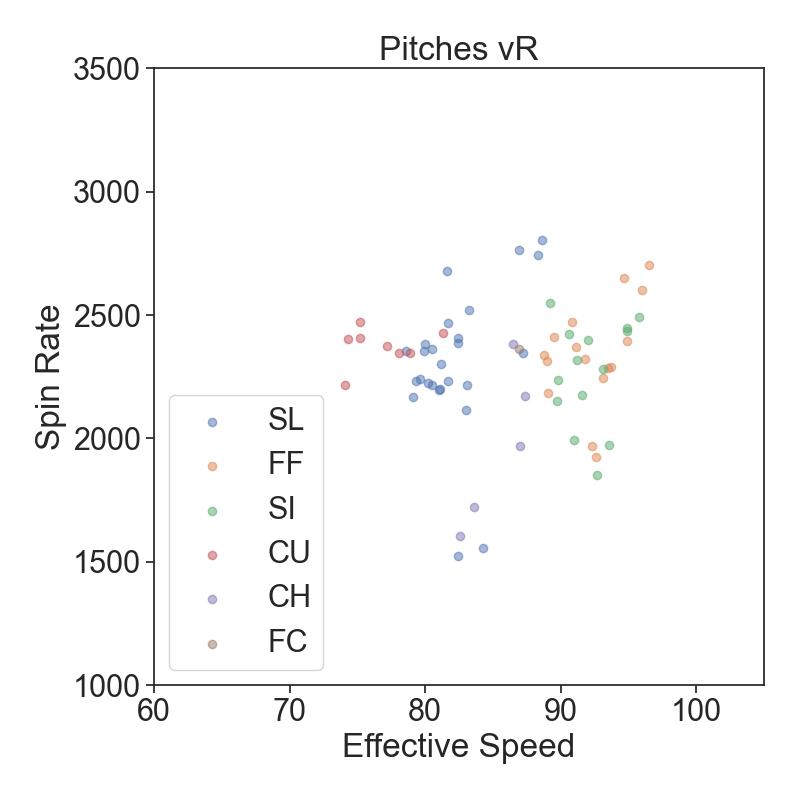 Pitches vR
3500
3000
2500
2000
1500
1000
Spin Rate
SL
FF
SI
CU
CH
FC
60 70 80 90 100
Effective Speed